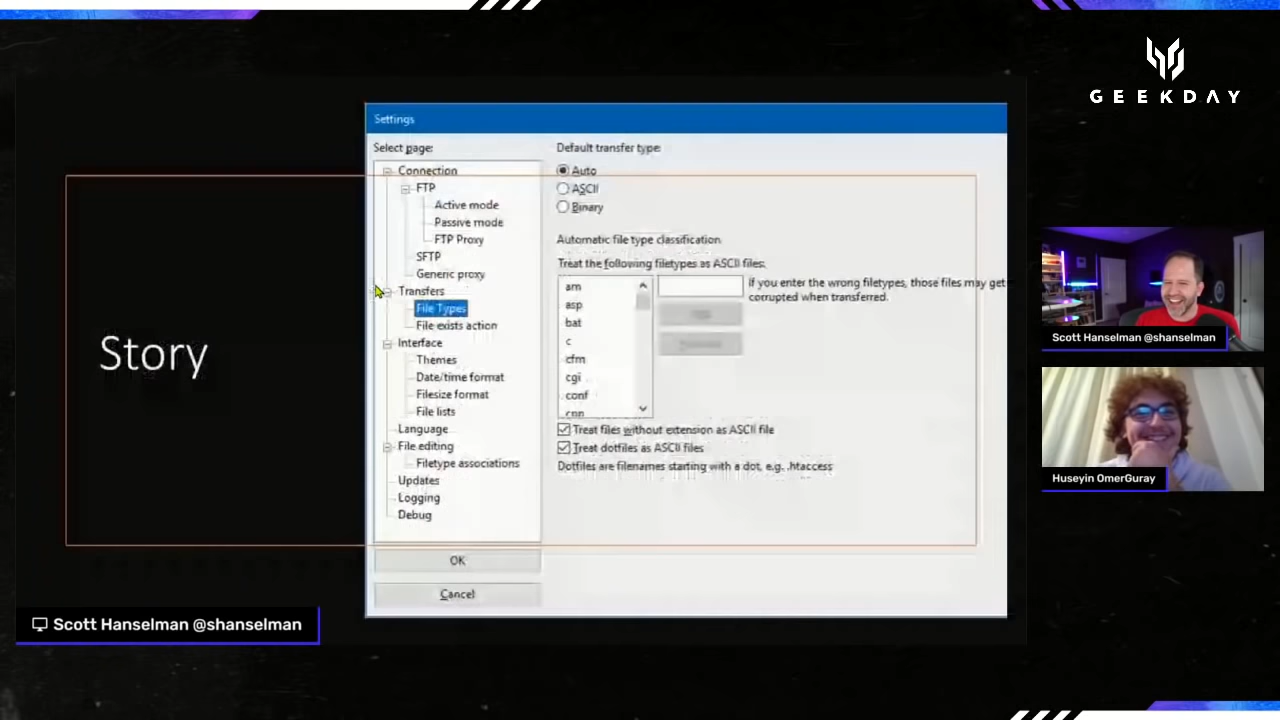 GEEKDAY
Settings
Select page:
Connection
FTP
Active mode
Passive mode
FTP Proxy
SFTP
Generic proxy
Transfers
File Types
File exists action
Interface
Themes
Date/time format
Filesize format
File lists
Language
File editing
Filetype associations
Updates
Logging
Debug
OK
Cancel
Default transfer type:
Auto
ASCII
Binary
Automatic file type classification
Treat the following filetypes as ASCII files:
am
asp
bat
c
cfm
cgi
conf
If you enter the wrong filetypes, those files may get
corrupted when transferred.
Treat files without extension as ASCII file
Treat dotfiles as ASCII files
Dotfiles are filenames starting with a dot, e.g. .htaccess
Story
Scott Hanselman @shanselman
Huseyin OmerGuray
Scott Hanselman @shanselman